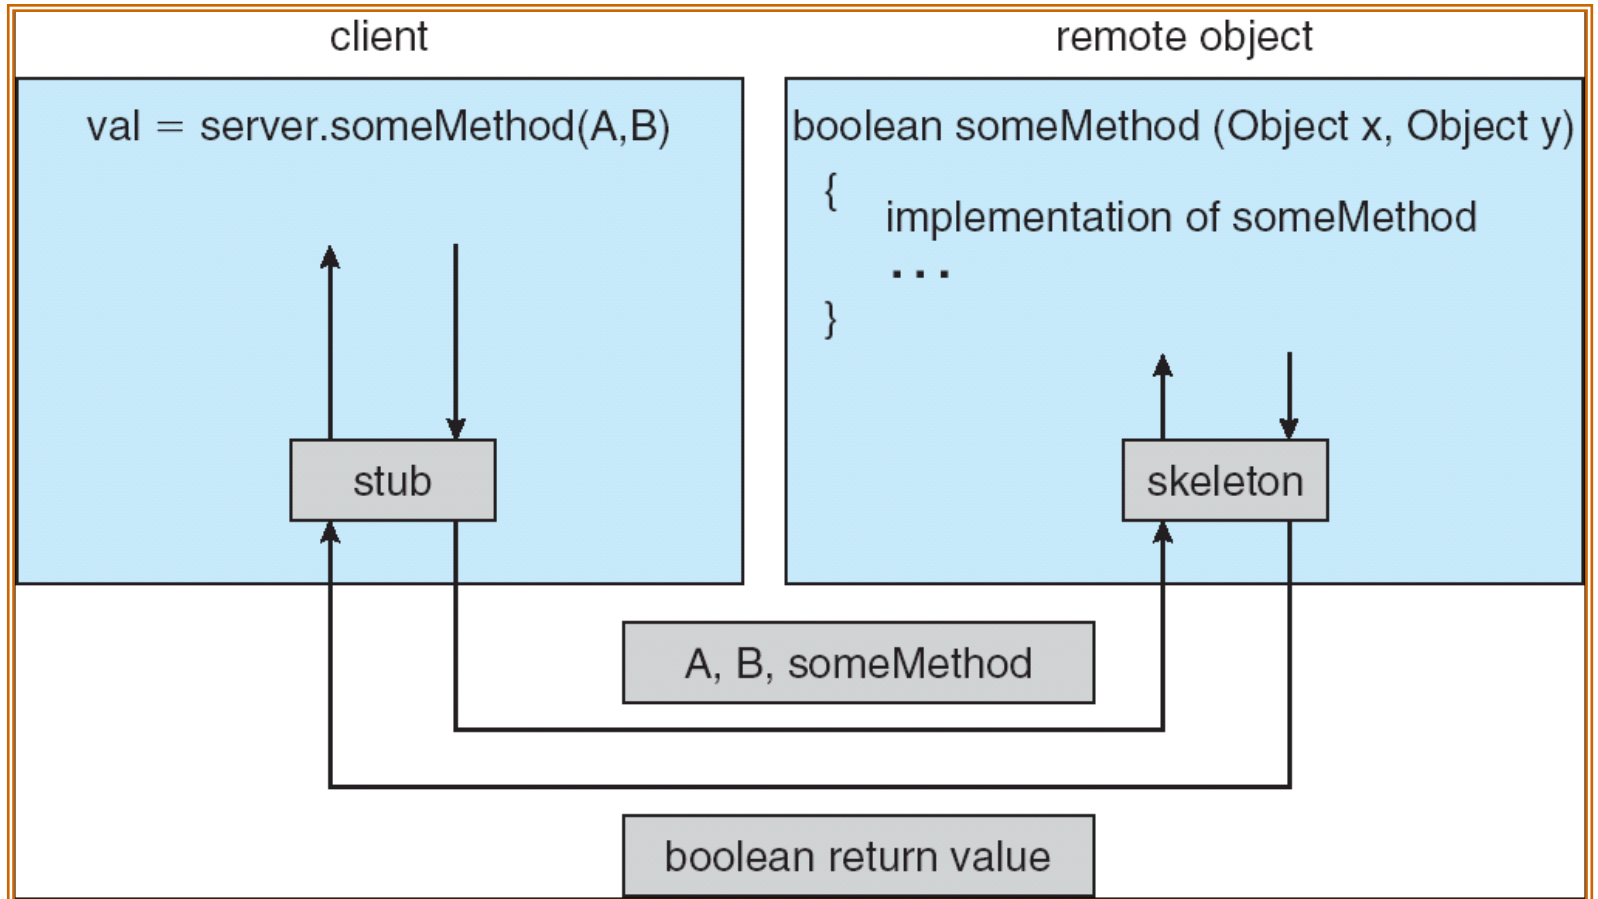 client
remote object
val = server.someMethod(A,B)
boolean someMethod (Object x, Object y)
{
implementation of someMethod
...
}
stub
skeleton
A, B, someMethod
boolean return value